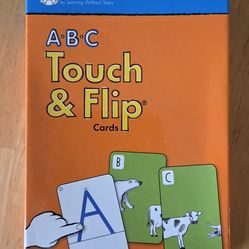 by Learning Without Tears
A·B·C
Touch
& Flip®
Cards
B
C
A